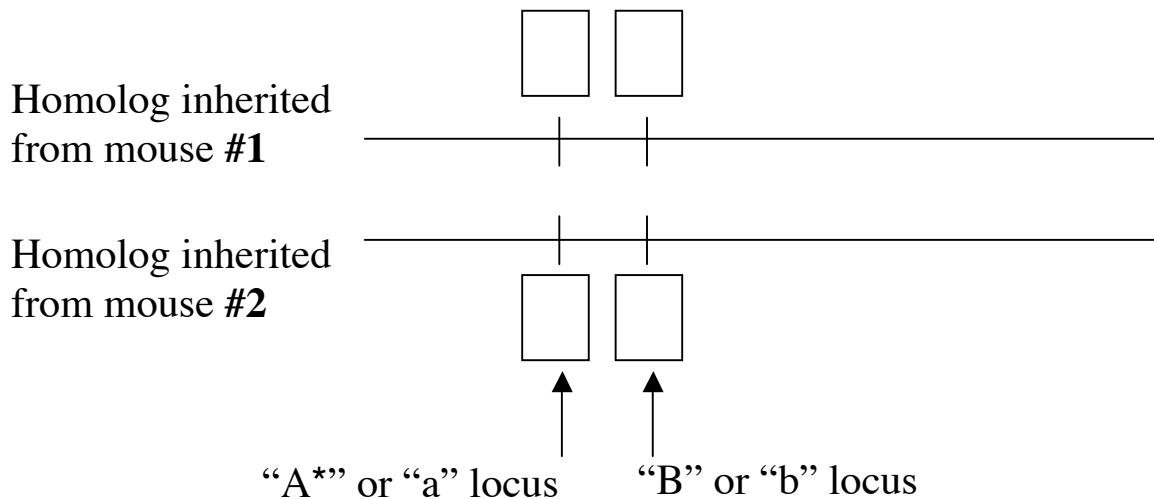 Homolog inherited
from mouse #1
Homolog inherited
from mouse #2
“A*” or “a” locus
“B” or “b” locus